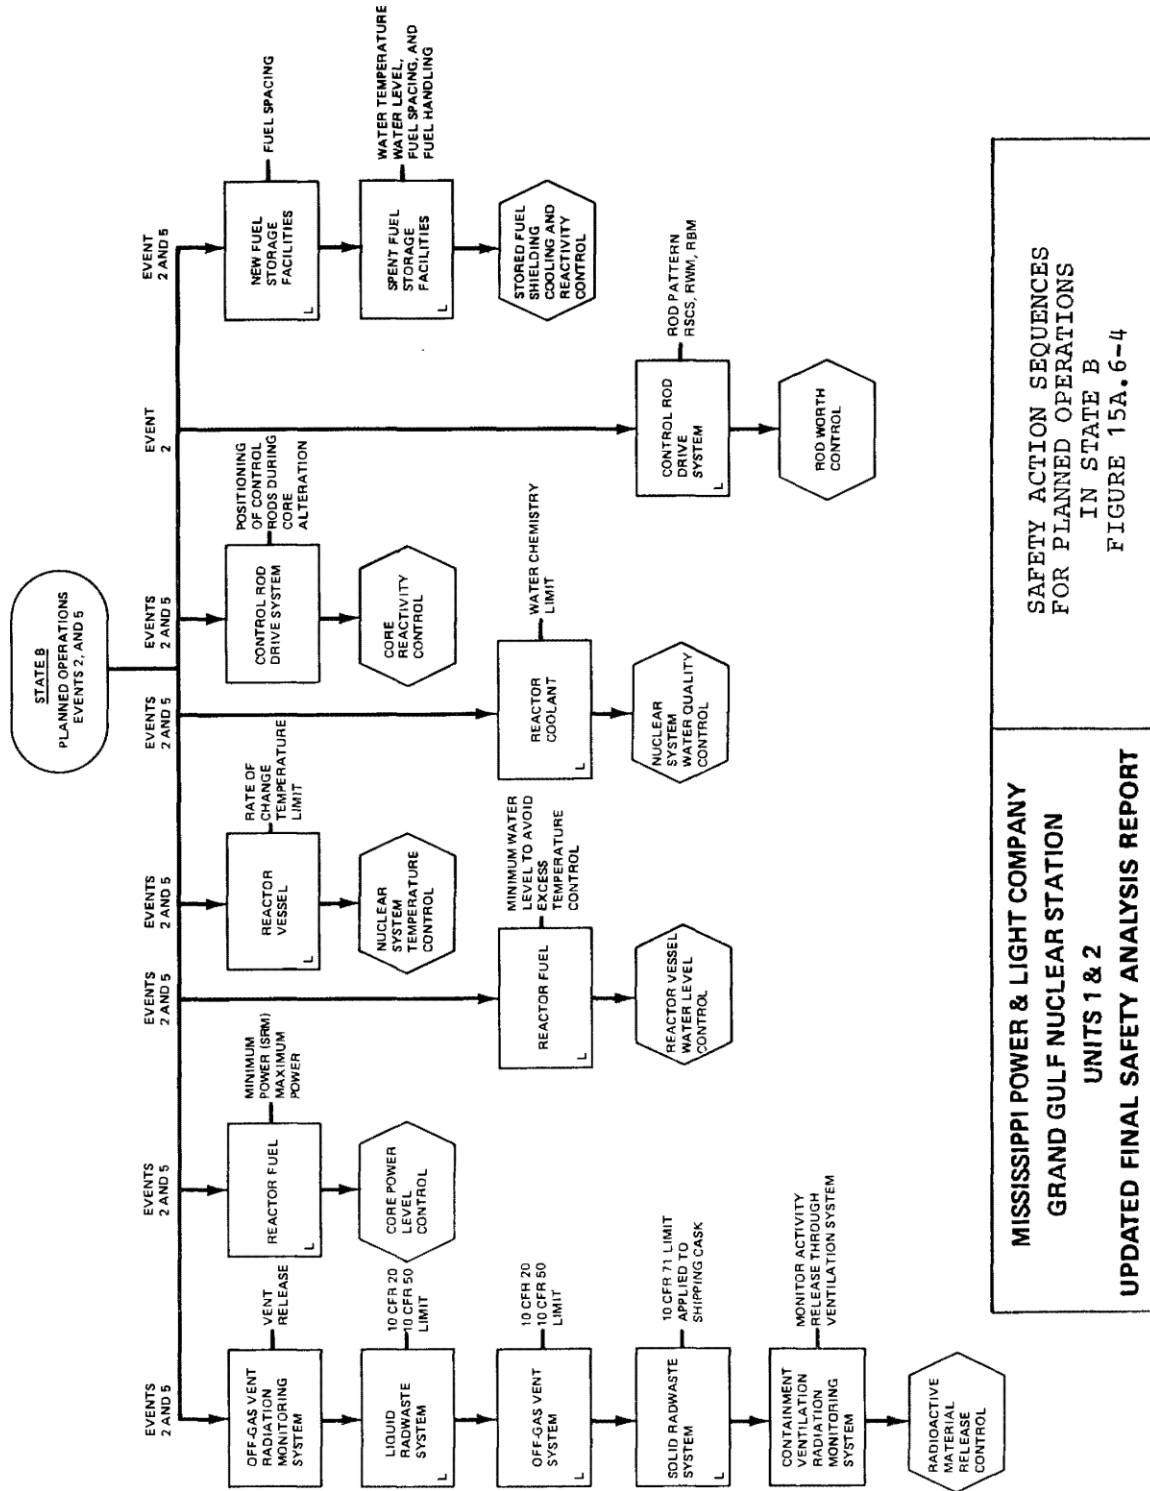 STATE B
PLANNED OPERATIONS
EVENTS 2, AND 5
EVENTS
2 AND 5
OFF-GAS VENT
RADIATION
MONITORING
SYSTEM
VENT
RELEASE
LIQUID
RADWASTE
SYSTEM
L
10 CFR 20
10 CFR 50
LIMIT
OFF-GAS VENT
SYSTEM
L
10 CFR 20
10 CFR 50
LIMIT
SOLID RADWASTE
SYSTEM
L
10 CFR 71 LIMIT
APPLIED TO
SHIPPING CASK
CONTAINMENT
VENTILATION
RADIATION
MONITORING
SYSTEM
MONITOR ACTIVITY
RELEASE THROUGH
VENTILATION SYSTEM
RADIOACTIVE
MATERIAL
RELEASE
CONTROL
EVENTS
2 AND 5
REACTOR FUEL
L
MINIMUM
POWER (SRM)
MAXIMUM
POWER
CORE POWER
LEVEL
CONTROL
EVENTS
2 AND 5
REACTOR FUEL
L
MINIMUM WATER
LEVEL TO AVOID
EXCESS
TEMPERATURE
CONTROL
REACTOR VESSEL
WATER LEVEL
CONTROL
EVENTS
2 AND 5
REACTOR
VESSEL
L
RATE OF
CHANGE
TEMPERATURE
LIMIT
NUCLEAR
SYSTEM
TEMPERATURE
CONTROL
EVENTS
2 AND 5
REACTOR
COOLANT
L
WATER CHEMISTRY
LIMIT
NUCLEAR
SYSTEM
WATER QUALITY
CONTROL
EVENTS
2 AND 5
CONTROL ROD
DRIVE SYSTEM
L
POSITIONING
OF CONTROL
RODS DURING
CORE
ALTERATION
CORE
REACTIVITY
CONTROL
EVENT
2
CONTROL ROD
DRIVE
SYSTEM
L
ROD PATTERN
RSCS, RWM, RBM
ROD WORTH
CONTROL
EVENT
2 AND 5
NEW FUEL
STORAGE
FACILITIES
L
FUEL SPACING
SPENT FUEL
STORAGE
FACILITIES
L
WATER TEMPERATURE
WATER LEVEL,
FUEL SPACING, AND
FUEL HANDLING
STORED FUEL
SHIELDING
COOLING AND
REACTIVITY
CONTROL
MISSISSIPPI POWER & LIGHT COMPANY
GRAND GULF NUCLEAR STATION
UNITS 1 & 2
UPDATED FINAL SAFETY ANALYSIS REPORT
SAFETY ACTION SEQUENCES
FOR PLANNED OPERATIONS
IN STATE B
FIGURE 15A.6-4